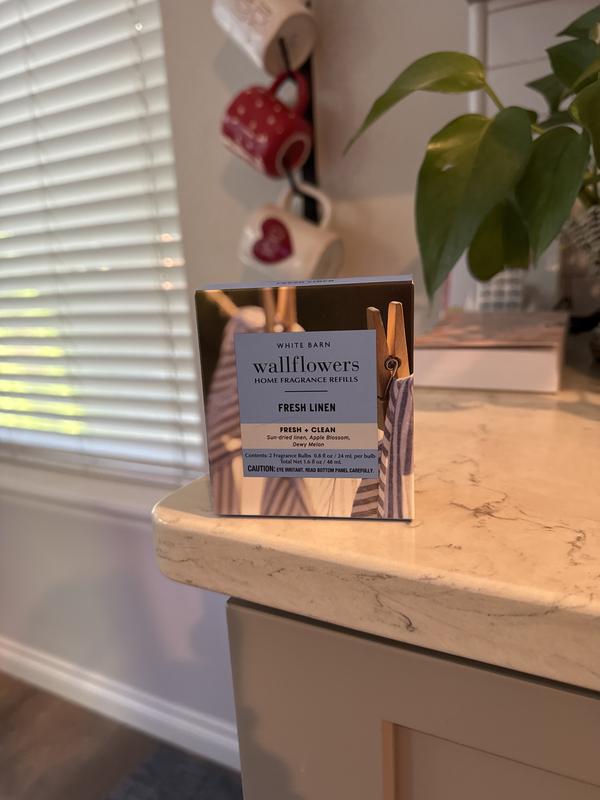 FRESH LINEN
WHITE BARN
wallflowers
HOME FRAGRANCE REFILLS
FRESH LINEN
FRESH + CLEAN
Sun-dried linen, Apple Blossom,
Dewy Melon
Contents: 2 Fragrance Bulbs 0.8 fl oz / 24 mL per bulb
Total Net 1.6 fl oz / 48 mL
CAUTION: EYE IRRITANT. READ BOTTOM PANEL CAREFULLY.